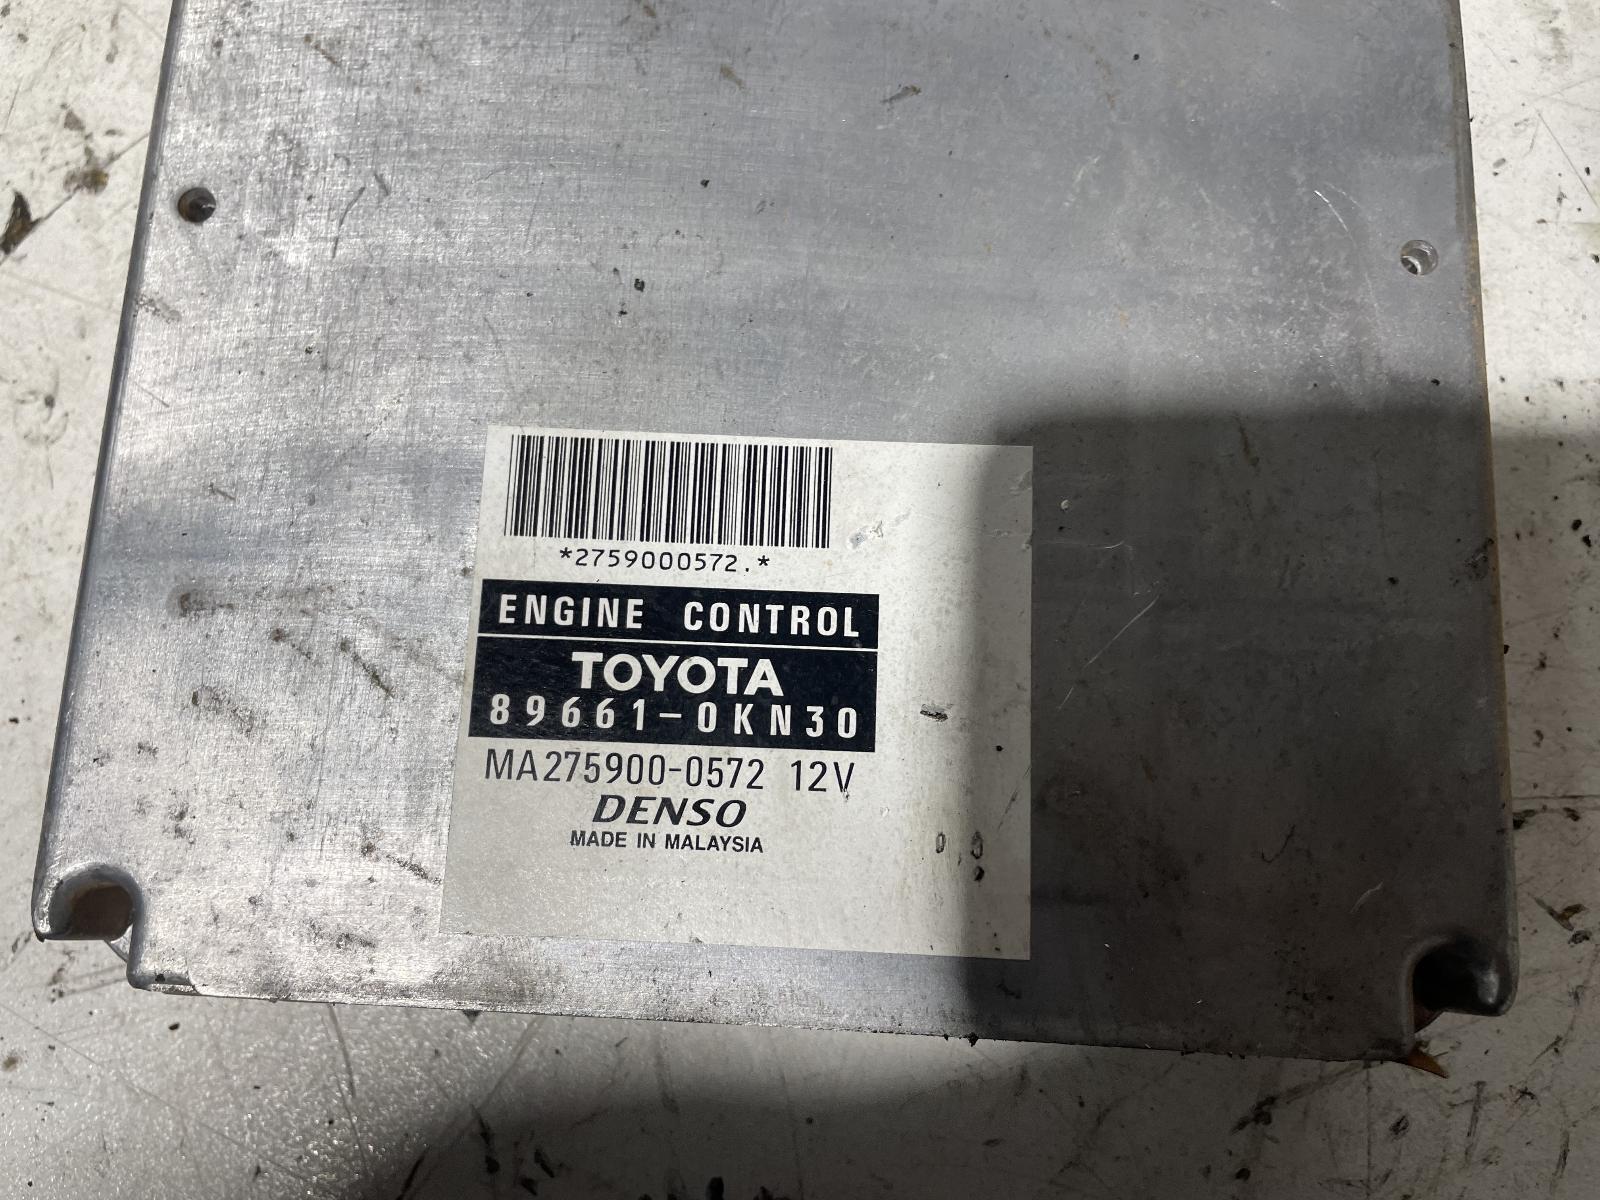 *2759000572.*
ENGINE CONTROL
TOYOTA
89661-0KN30
MA275900-0572 12V
DENSO
MADE IN MALAYSIA